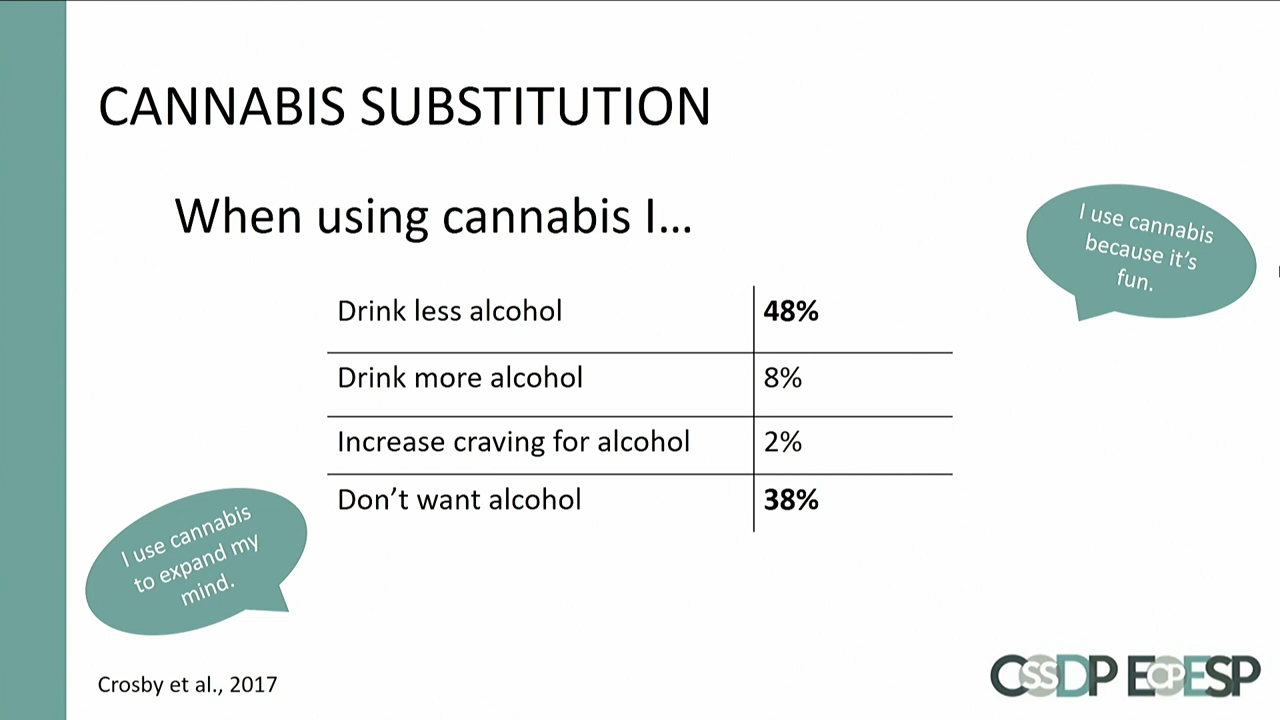 CANNABIS SUBSTITUTION
When using cannabis I...
I use cannabis
because it's
fun.
Drink less alcohol 48%
Drink more alcohol 8%
Increase craving for alcohol 2%
Don't want alcohol 38%
I use cannabis
to expand my
mind.
Crosby et al., 2017
CSSDP ECPESP